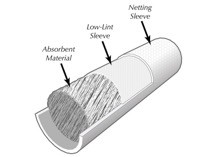 Netting
Sleeve
Low-Lint
Sleeve
Absorbent
Material